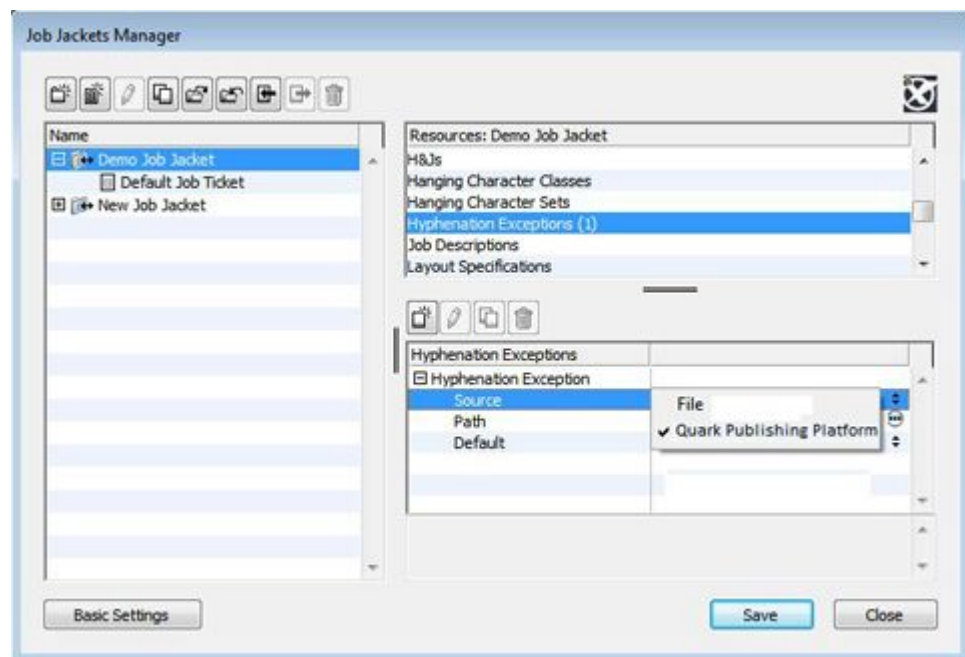 Job Jackets Manager
Name
Demo Job Jacket
Default Job Ticket
New Job Jacket
Resources: Demo Job Jacket
H&Js
Hanging Character Classes
Hanging Character Sets
Hyphenation Exceptions (1)
Job Descriptions
Layout Specifications
Hyphenation Exceptions
Hyphenation Exception
Source
File
Path
Quark Publishing Platform
Default
Basic Settings
Save
Close